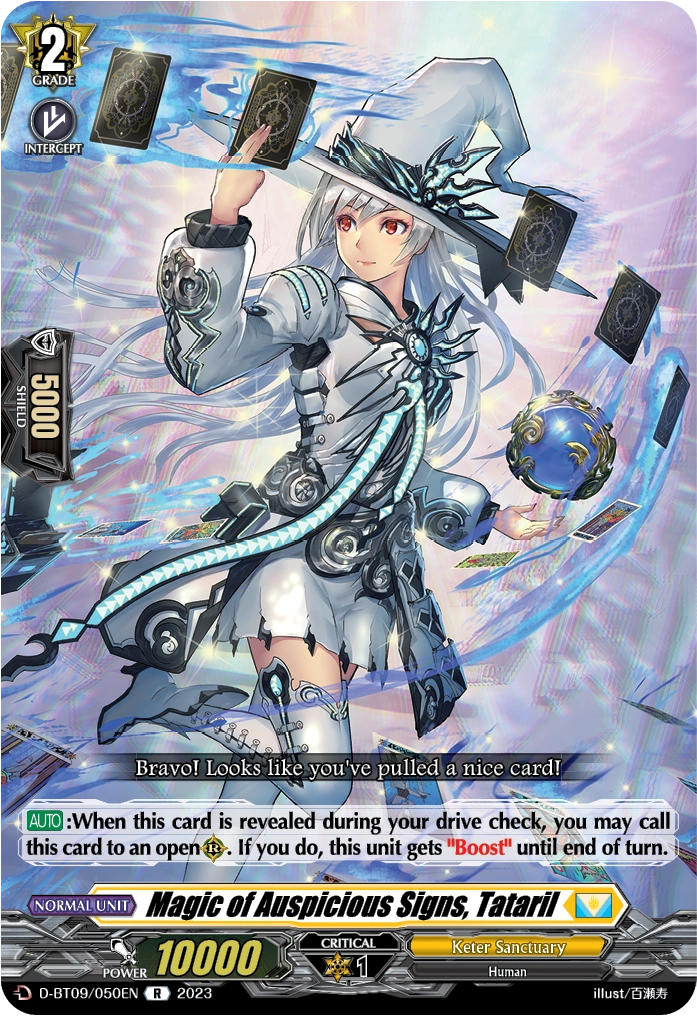 2
GRADE
INTERCEPT
5000
SHIELD
Bravo! Looks like you've pulled a nice card!
AUTO:When this card is revealed during your drive check, you may call
this card to an open R. If you do, this unit gets "Boost" until end of turn.
NORMAL UNIT
Magic of Auspicious Signs, Tataril
POWER 10000
CRITICAL
1
Keter Sanctuary
Human
D-BT09/050EN R 2023
illust/百瀬寿